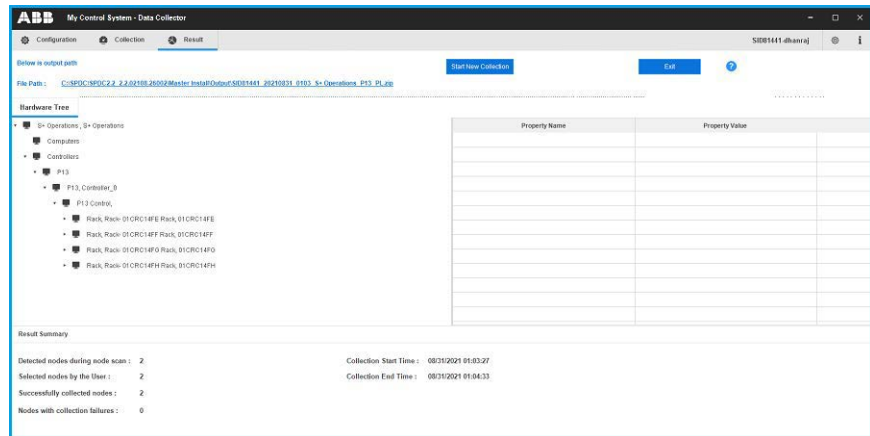 ABB My Control System - Data Collector
Configuration Collection Result SID81441-dhanraj
Below is output path
Start New Collection Exit ?
File Path : C:\SPDC\SPDC2.2_2.2.02108.26002\Master Install\Output\SID81441_20210831_0103_S+ Operations_P13_PL.zip
Hardware Tree
S+ Operations , S+ Operations
Computers
Controllers
P13
P13, Controller_B
P13 Control,
Rack, Rack- 01CRC14FE Rack, 01CRC14FE
Rack, Rack- 01CRC14FF Rack, 01CRC14FF
Rack, Rack- 01CRC14FG Rack, 01CRC14FG
Rack, Rack- 01CRC14FH Rack, 01CRC14FH
Property Name Property Value
Result Summary
Detected nodes during node scan : 2 Collection Start Time : 08/31/2021 01:03:27
Selected nodes by the User : 2 Collection End Time : 08/31/2021 01:04:33
Successfully collected nodes : 2
Nodes with collection failures : 0